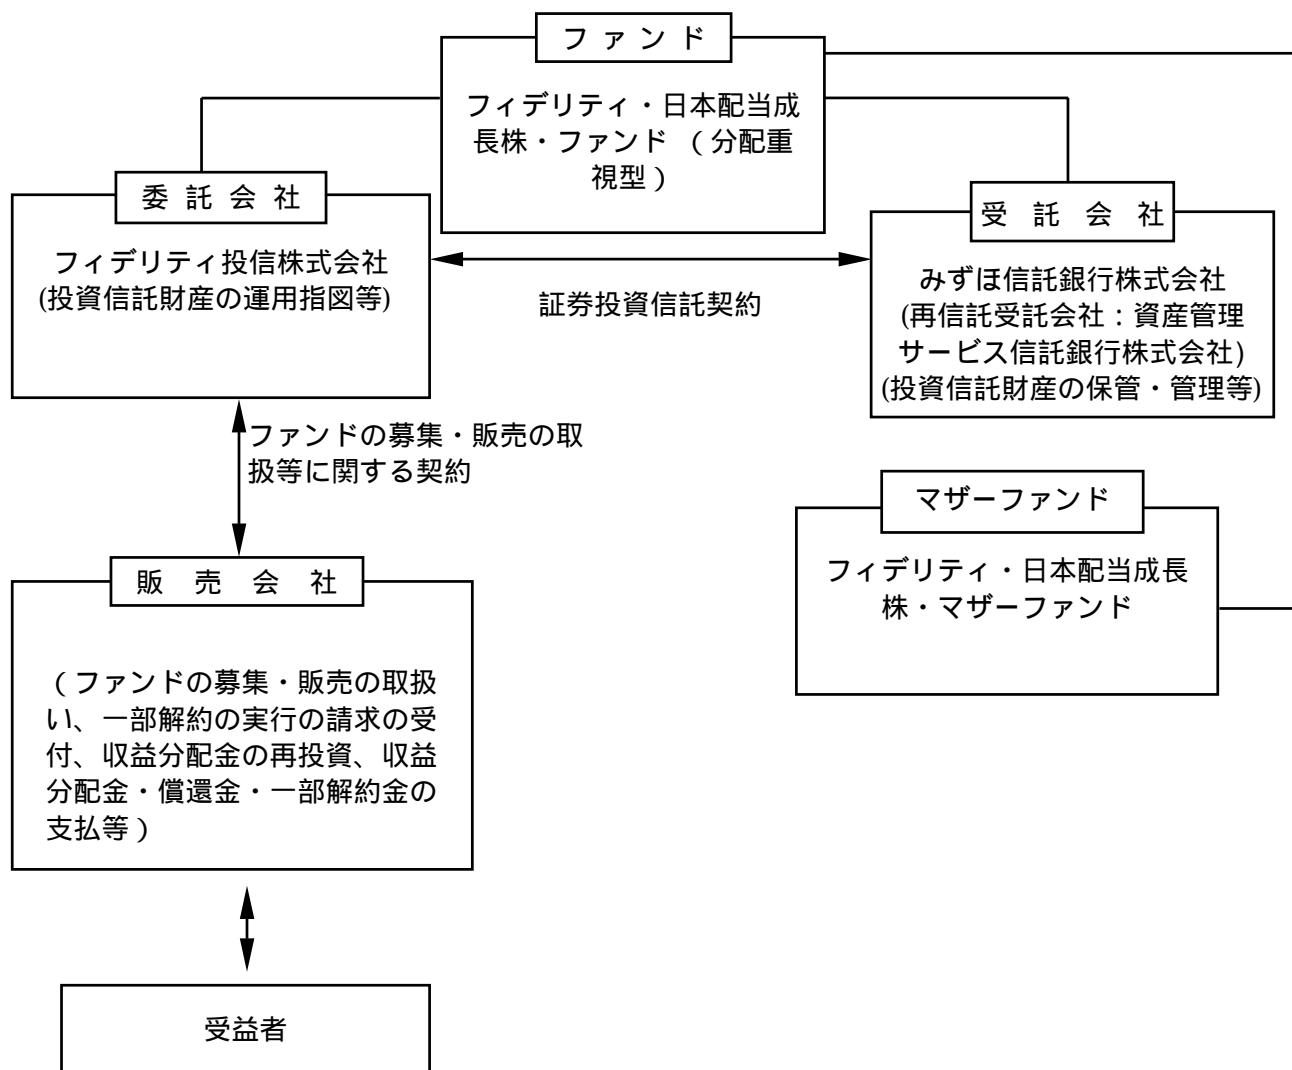 ファンド
フィデリティ・日本配当成
長株・ファンド （分配重
視型）
委託会社
フィデリティ投信株式会社
(投資信託財産の運用指図等)
証券投資信託契約
受託会社
みずほ信託銀行株式会社
(再信託受託会社：資産管理
サービス信託銀行株式会社)
(投資信託財産の保管・管理等)
ファンドの募集・販売の取
扱等に関する契約
マザーファンド
フィデリティ・日本配当成長
株・マザーファンド
販売会社
（ファンドの募集・販売の取扱
い、一部解約の実行の請求の受
付、収益分配金の再投資、収益
分配金・償還金・一部解約金の
支払等）
受益者